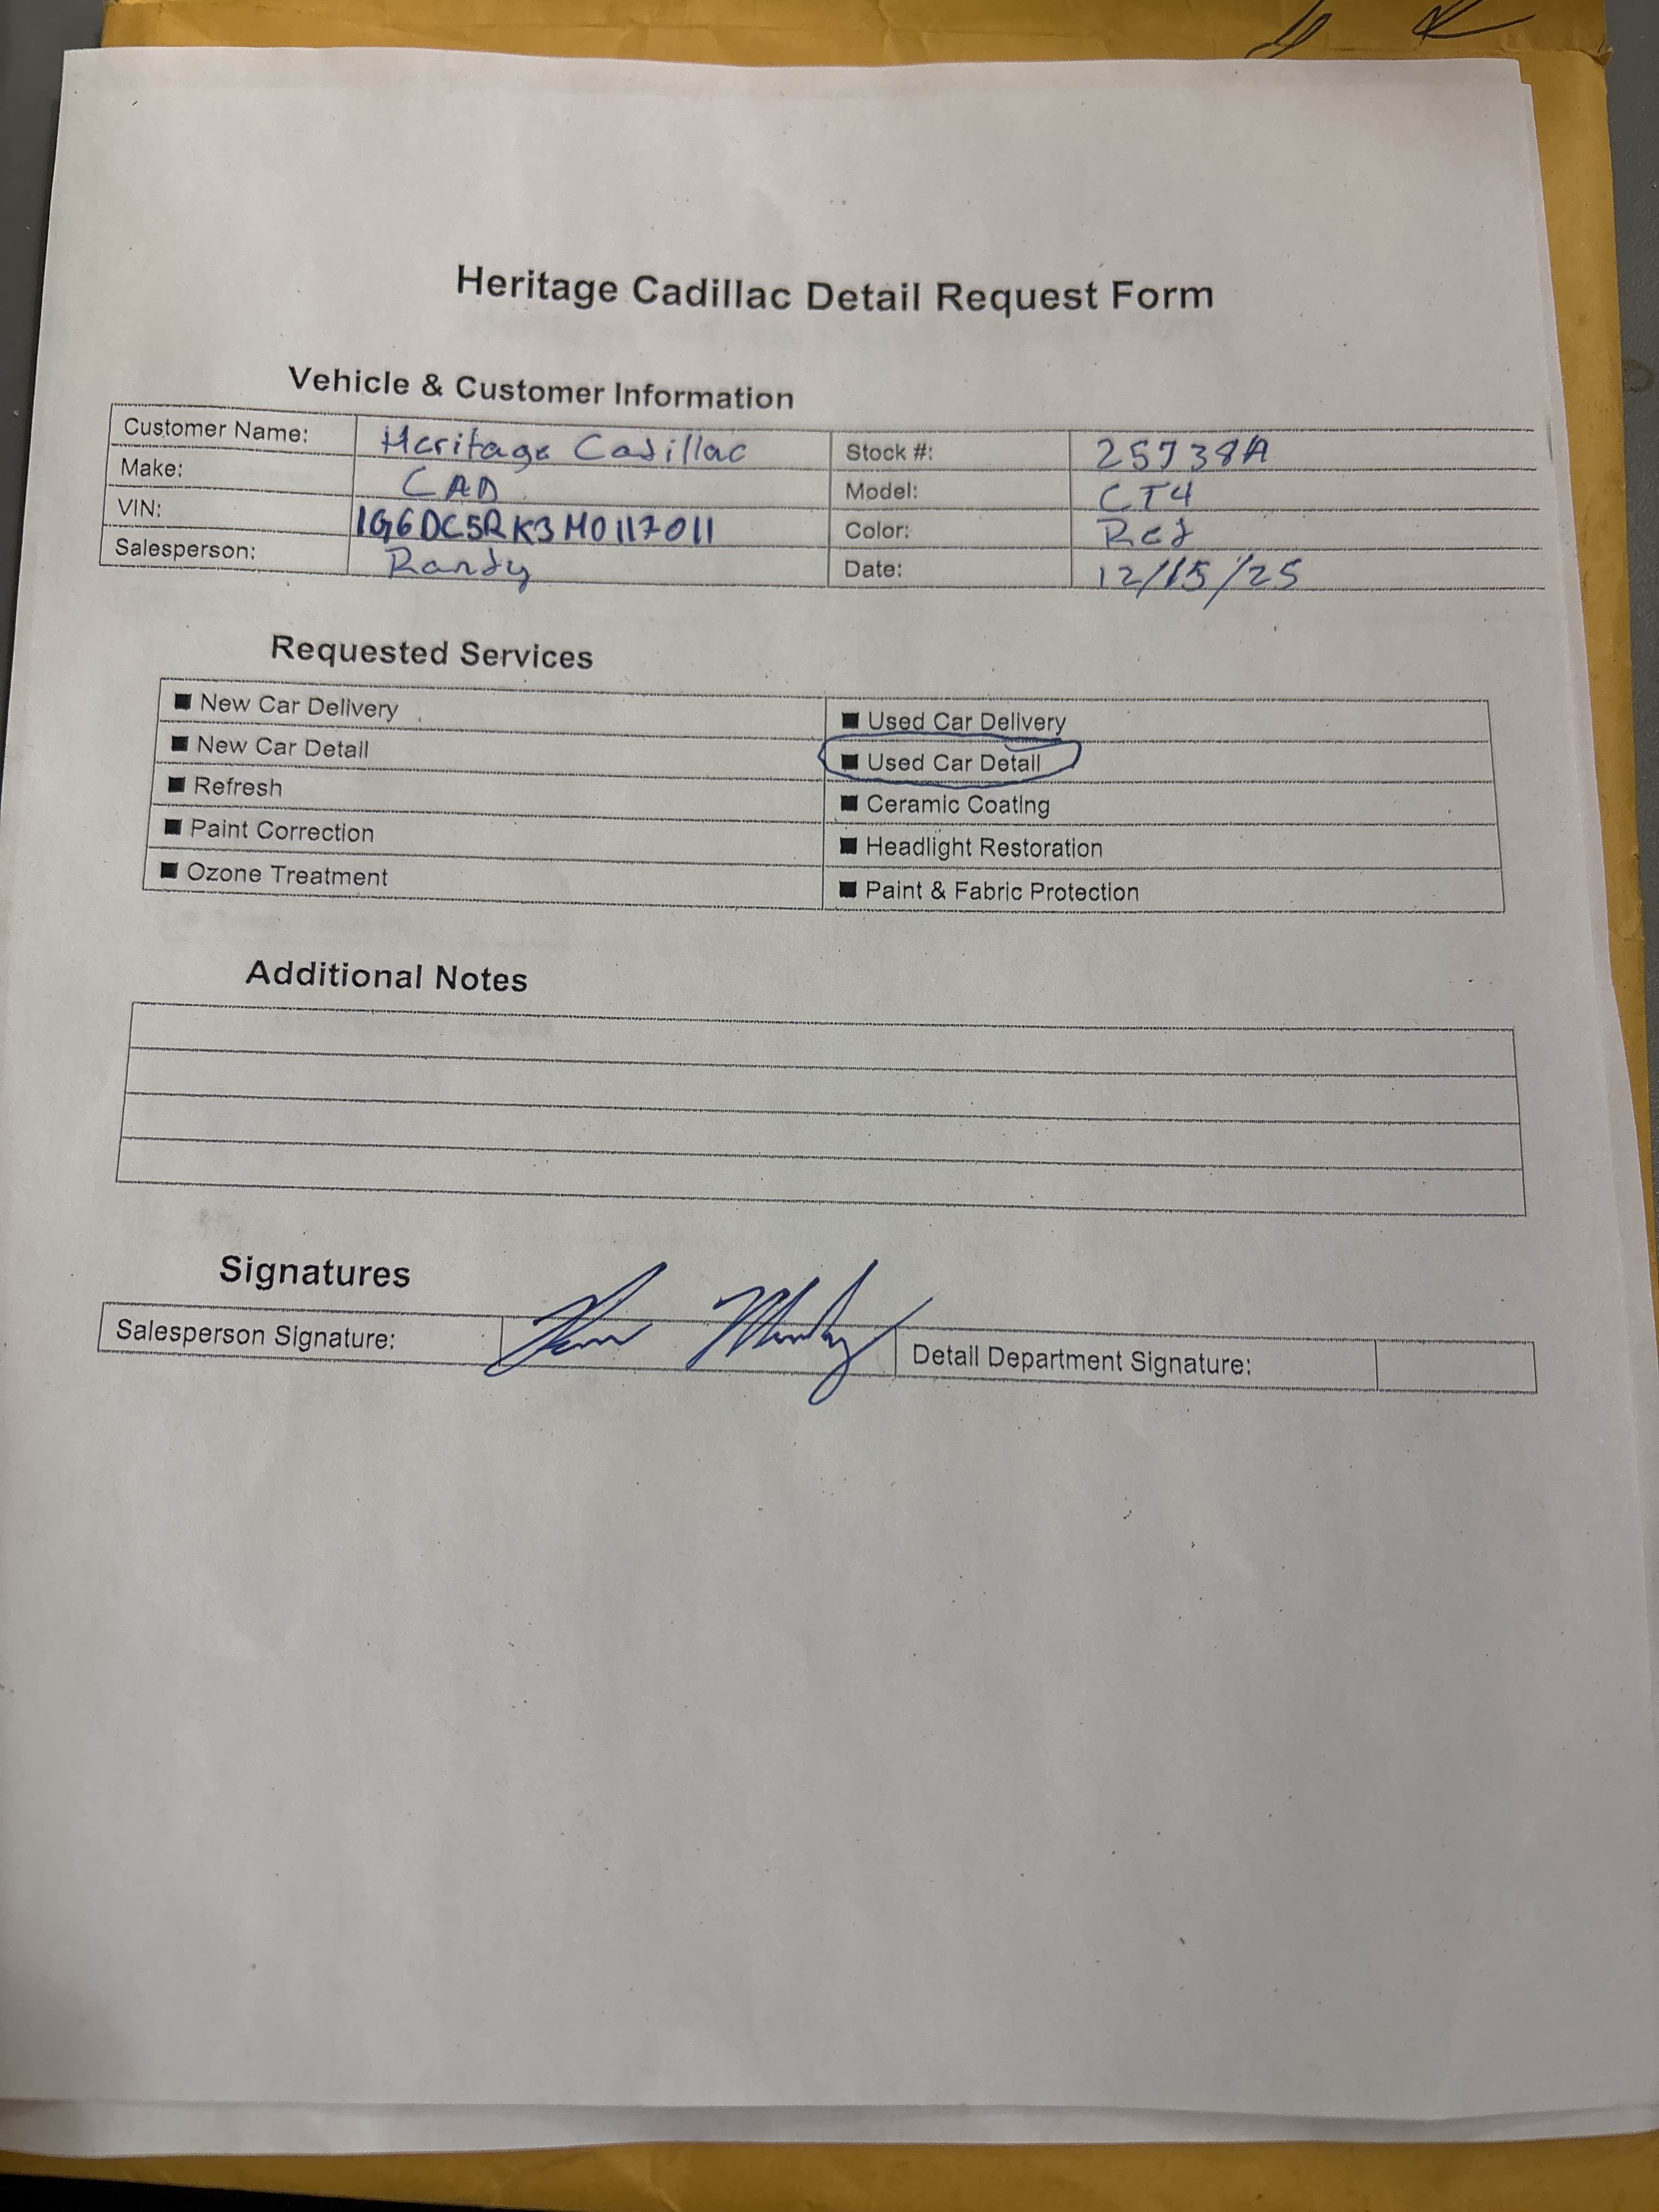 Heritage Cadillac Detail Request Form
Vehicle & Customer Information
Customer Name: Heritage Cadillac Stock #: 25738A
Make: CAD Model: CT4
VIN: 1G6DC5RK3M0117011 Color: Red
Salesperson: Randy Date: 12/15/25
Requested Services
■ New Car Delivery ■ Used Car Delivery
■ New Car Detail ■ Used Car Detail
■ Refresh ■ Ceramic Coating
■ Paint Correction ■ Headlight Restoration
■ Ozone Treatment ■ Paint & Fabric Protection
Additional Notes
Signatures
Salesperson Signature: Detail Department Signature: